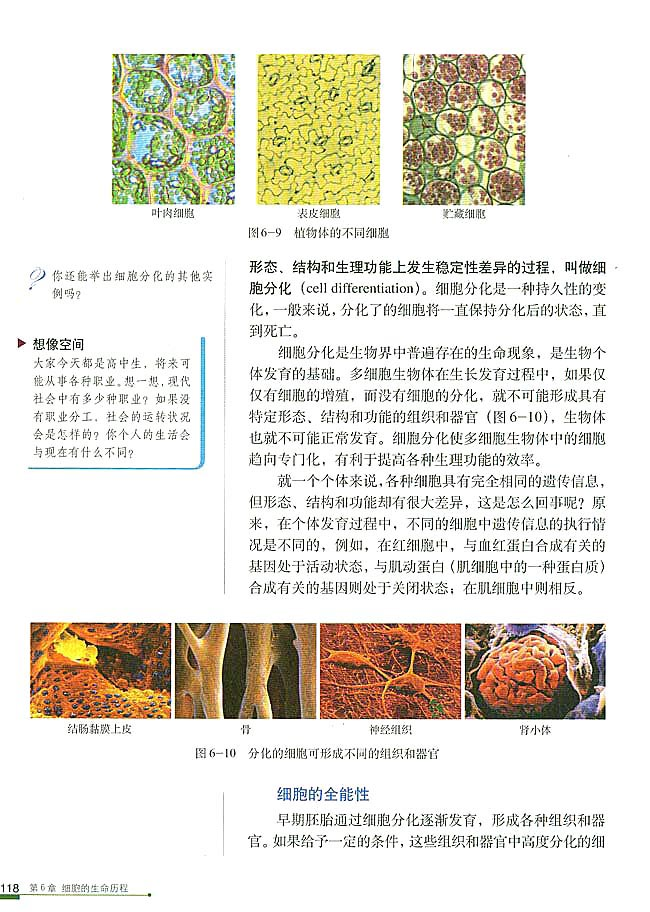 叶肉细胞
表皮细胞
贮藏细胞
图6-9 植物体的不同细胞
你还能举出细胞分化的其他实
例吗?
想像空间
大家今天都是高中生,将来可
能从事各种职业。想一想,现代
社会中有多少种职业?如果没
有职业分工,社会的运转状况
会是怎样的?你个人的生活会
与现在有什么不同?
形态、结构和生理功能上发生稳定性差异的过程,叫做细
胞分化(cell differentiation)。细胞分化是一种持久性的变
化,一般来说,分化了的细胞将一直保持分化后的状态,直
到死亡。
细胞分化是生物界中普遍存在的生命现象,是生物个
体发育的基础。多细胞生物体在生长发育过程中,如果仅
仅有细胞的增殖,而没有细胞的分化,就不可能形成具有
特定形态、结构和功能的组织和器官(图6-10),生物体
也就不可能正常发育。细胞分化使多细胞生物体中的细胞
趋向专门化,有利于提高各种生理功能的效率。
就一个个体来说,各种细胞具有完全相同的遗传信息,
但形态、结构和功能却有很大差异,这是怎么回事呢?原
来,在个体发育过程中,不同的细胞中遗传信息的执行情
况是不同的,例如,在红细胞中,与血红蛋白合成有关的
基因处于活动状态,与肌动蛋白(肌细胞中的一种蛋白质)
合成有关的基因则处于关闭状态;在肌细胞中则相反。
结肠黏膜上皮
骨
神经组织
肾小体
图6-10 分化的细胞可形成不同的组织和器官
细胞的全能性
早期胚胎通过细胞分化逐渐发育,形成各种组织和器
官。如果给予一定的条件,这些组织和器官中高度分化的细
118 第6章 细胞的生命历程